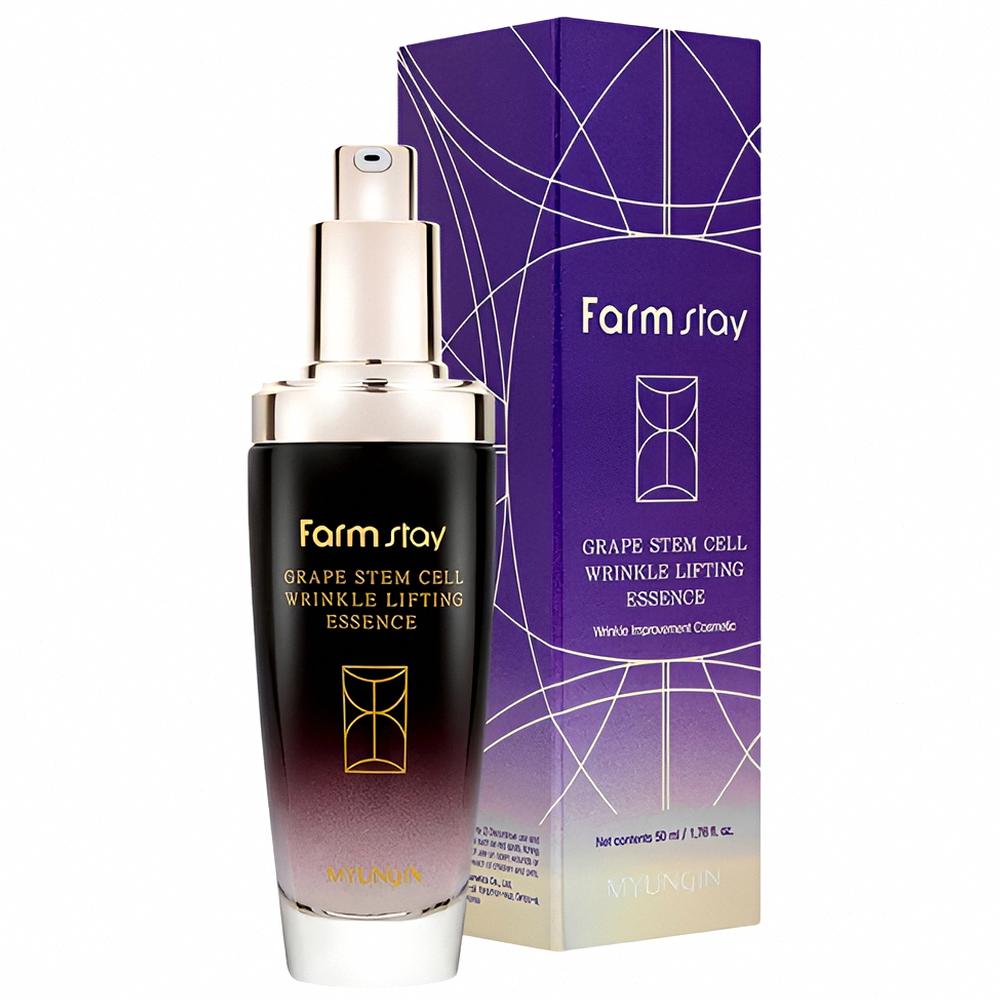 Farm stay
GRAPE STEM CELL
WRINKLE LIFTING
ESSENCE
MYUNGIN
Farm stay
GRAPE STEM CELL
WRINKLE LIFTING
ESSENCE
Wrinkle Improvement Cosmetic
Net contents 50 ml / 1.76 fl. oz.
MYUNGIN